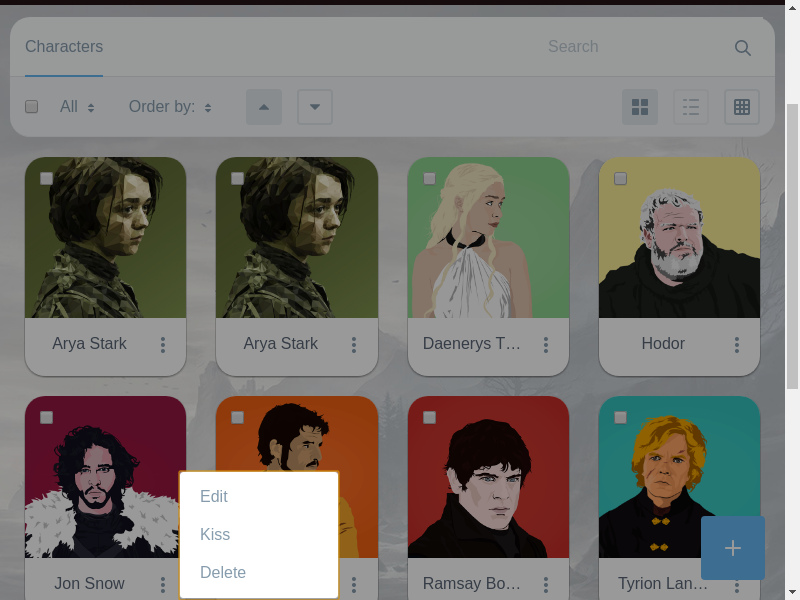 Characters
Search
All
Order by:
Arya Stark
Arya Stark
Daenerys T…
Hodor
Edit
Kiss
Delete
Jon Snow
Ramsay Bo…
Tyrion Lan…